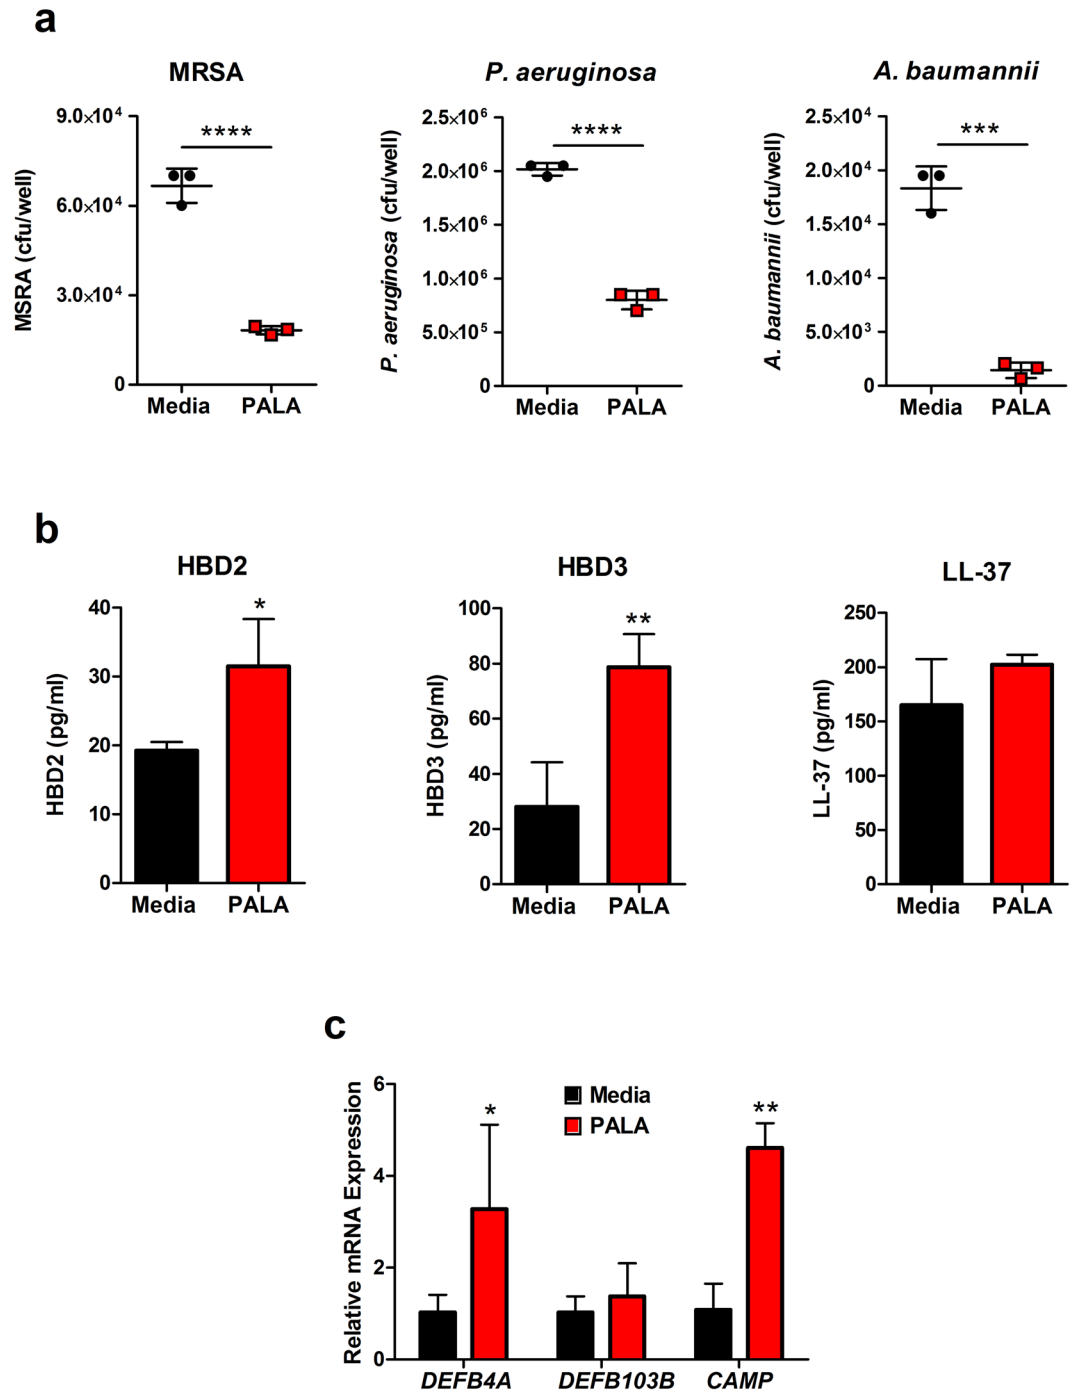 a
MRSA
P. aeruginosa
A. baumannii
MSRA (cfu/well)
9.0×10⁴
6.0×10⁴
3.0×10⁴
0
****
Media
PALA
P. aeruginosa (cfu/well)
2.5×10⁶
2.0×10⁶
1.5×10⁶
1.0×10⁶
5.0×10⁵
0
****
Media
PALA
A. baumannii (cfu/well)
2.5×10⁴
2.0×10⁴
1.5×10⁴
1.0×10⁴
5.0×10³
0
***
Media
PALA
b
HBD2
HBD3
LL-37
HBD2 (pg/ml)
40
30
20
10
0
*
Media
PALA
HBD3 (pg/ml)
100
80
60
40
20
0
**
Media
PALA
LL-37 (pg/ml)
250
200
150
100
50
0
Media
PALA
c
Relative mRNA Expression
6
4
2
0
Media
PALA
*
**
DEFB4A
DEFB103B
CAMP